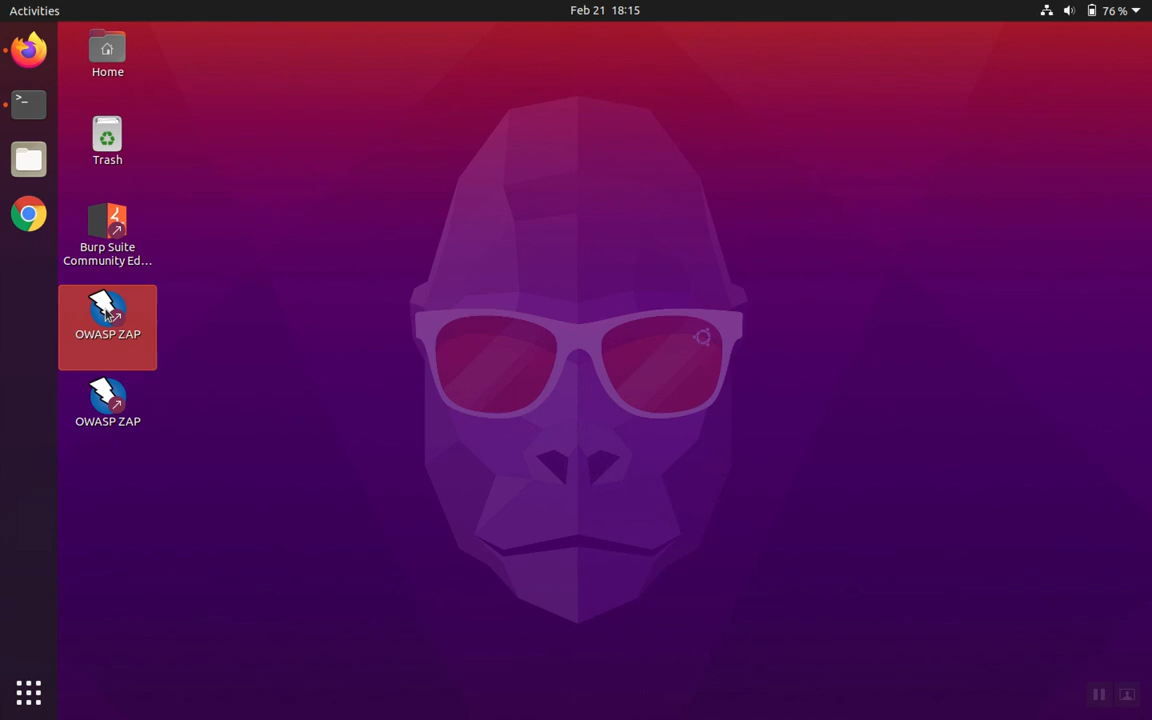 Activities
Feb 21 18:15
76 %
Home
Trash
Burp Suite
Community Ed...
OWASP ZAP
OWASP ZAP